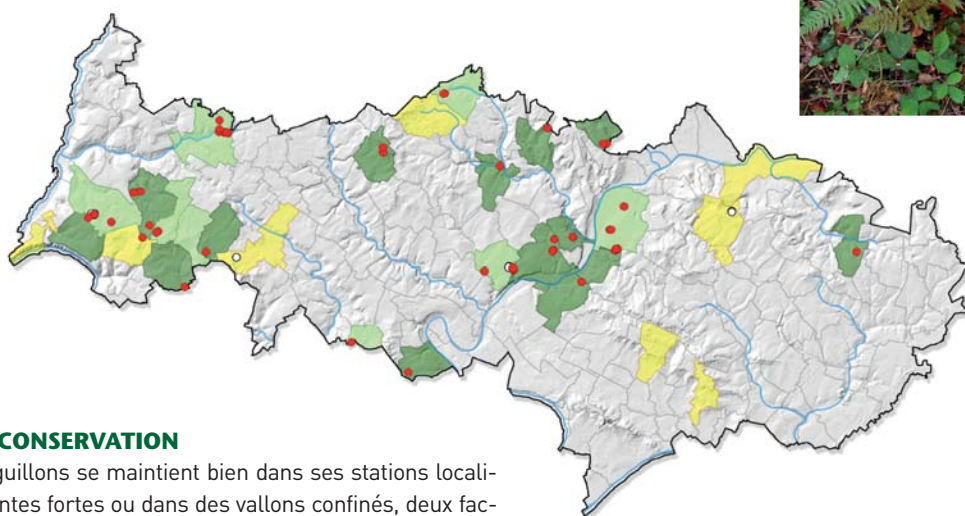 CONSERVATION
guillons se maintient bien dans ses stations locali-
ntes fortes ou dans des vallons confinés, deux fac-